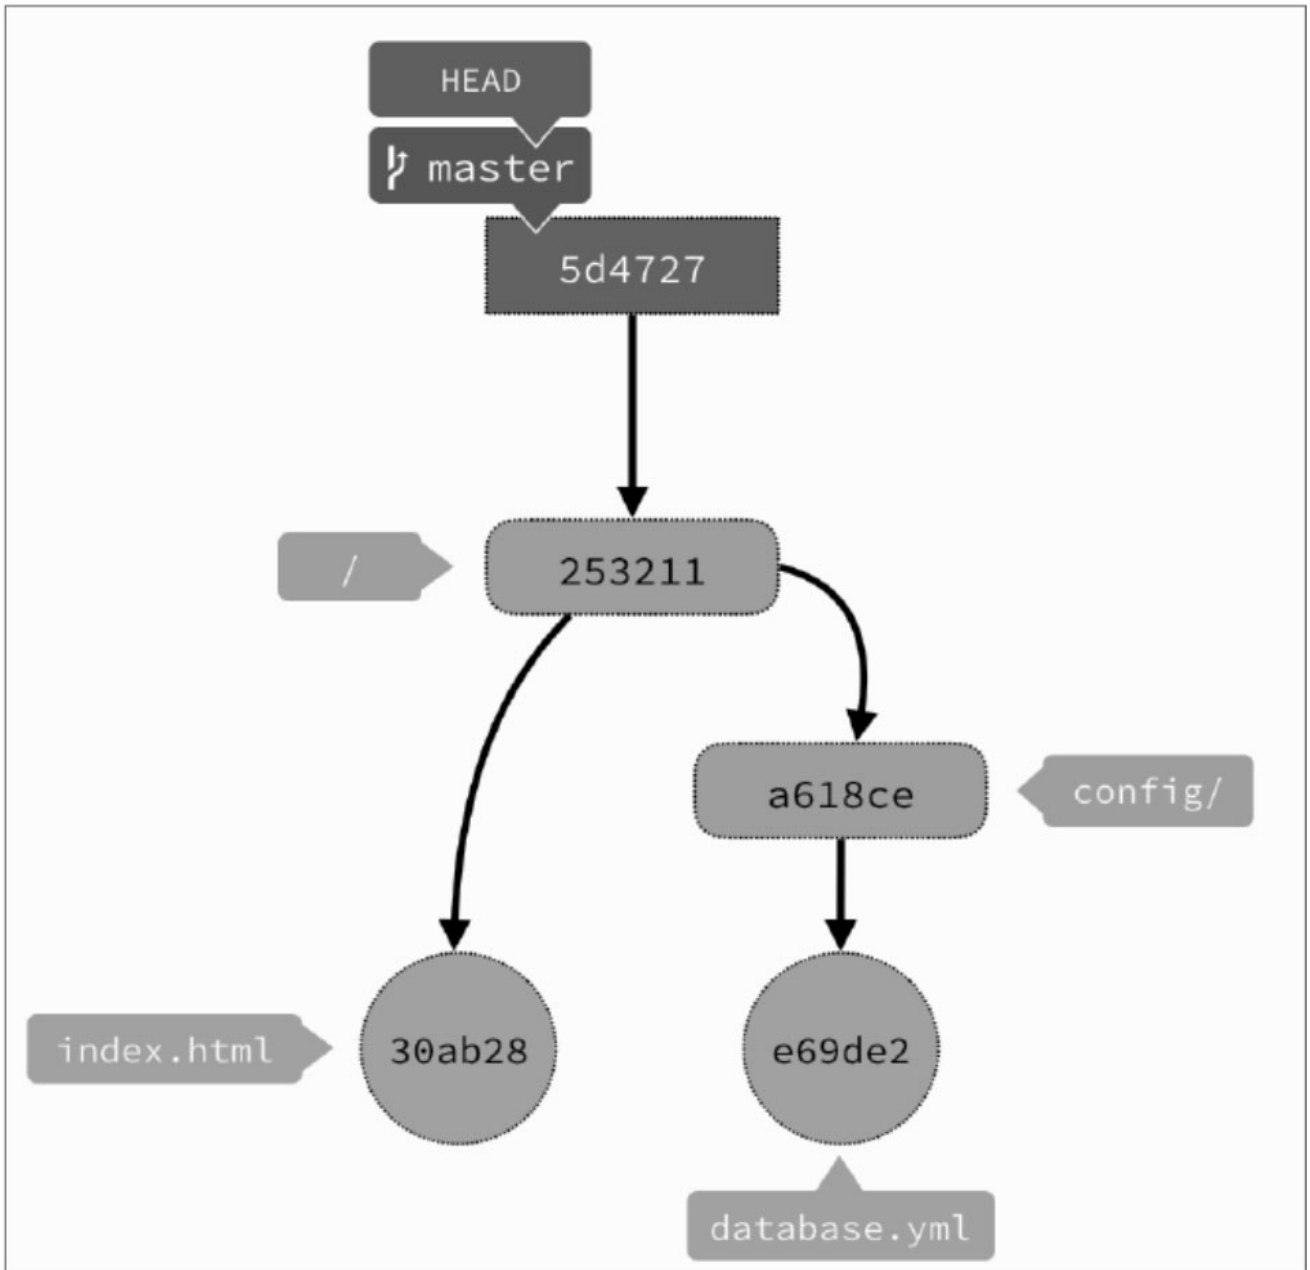 HEAD
master
5d4727
/
253211
a618ce
config/
index.html
30ab28
e69de2
database.yml